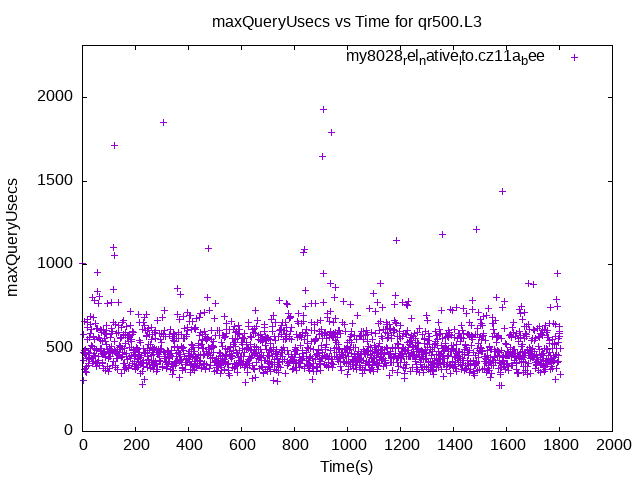 maxQueryUsecs vs Time for qr500.L3
my8028relnativelto.cz11abee
maxQueryUsecs
2000
1500
1000
500
0
0 200 400 600 800 1000 1200 1400 1600 1800 2000
Time(s)